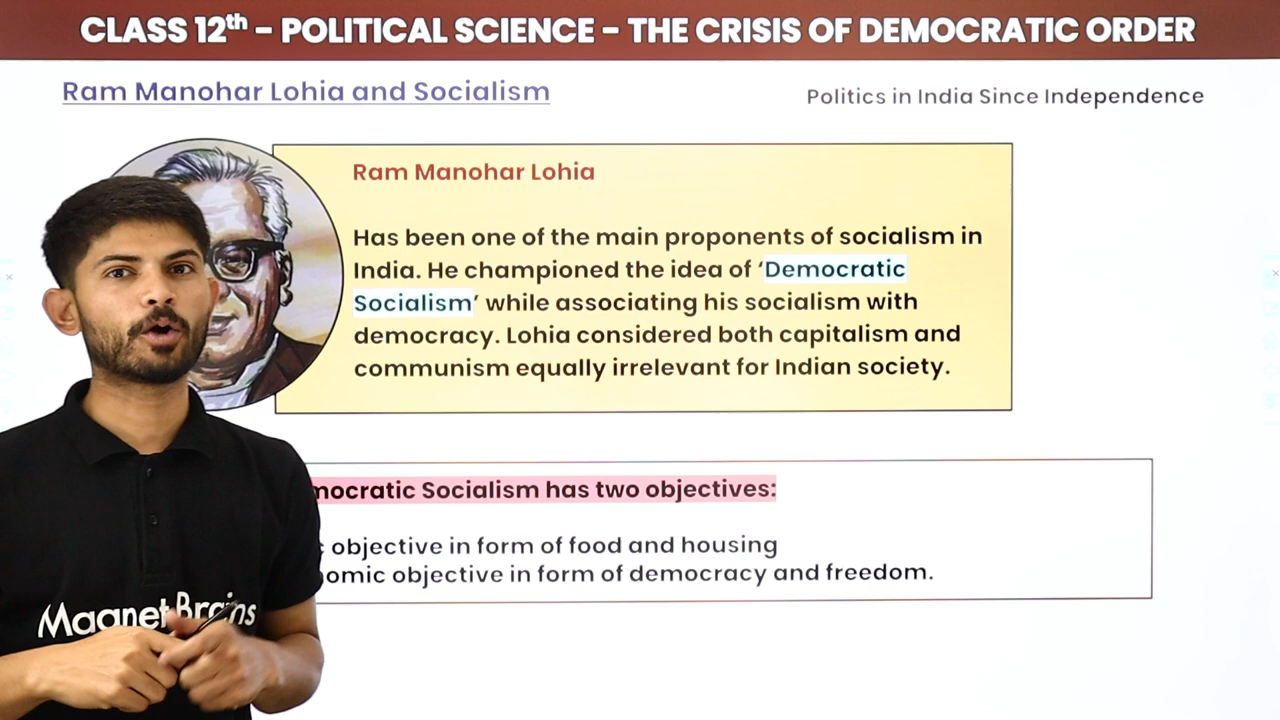 CLASS 12th – POLITICAL SCIENCE – THE CRISIS OF DEMOCRATIC ORDER
Ram Manohar Lohia and Socialism
Politics in India Since Independence
Ram Manohar Lohia
Has been one of the main proponents of socialism in
India. He championed the idea of ‘Democratic
Socialism’ while associating his socialism with
democracy. Lohia considered both capitalism and
communism equally irrelevant for Indian society.
mocratic Socialism has two objectives:
objective in form of food and housing
nomic objective in form of democracy and freedom.
Magnet Brains